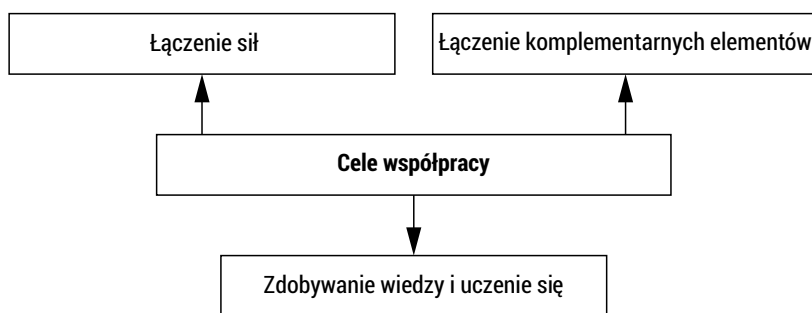 Łączenie sił
Łączenie komplementarnych elementów
Cele współpracy
Zdobywanie wiedzy i uczenie się